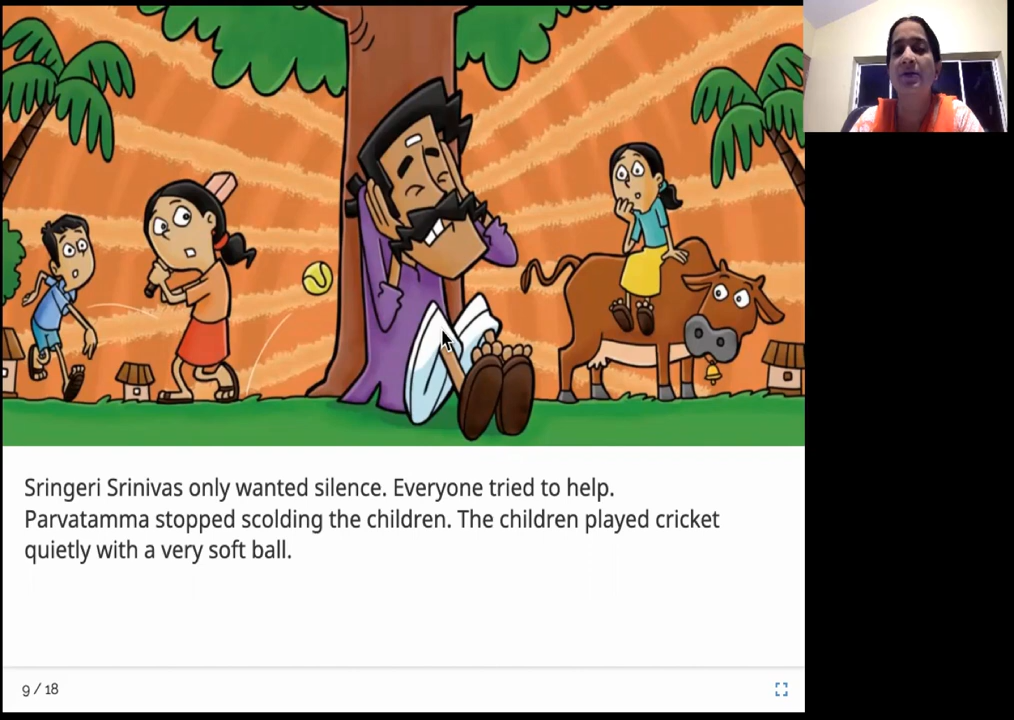 Sringeri Srinivas only wanted silence. Everyone tried to help.
Parvatamma stopped scolding the children. The children played cricket
quietly with a very soft ball.
9 / 18